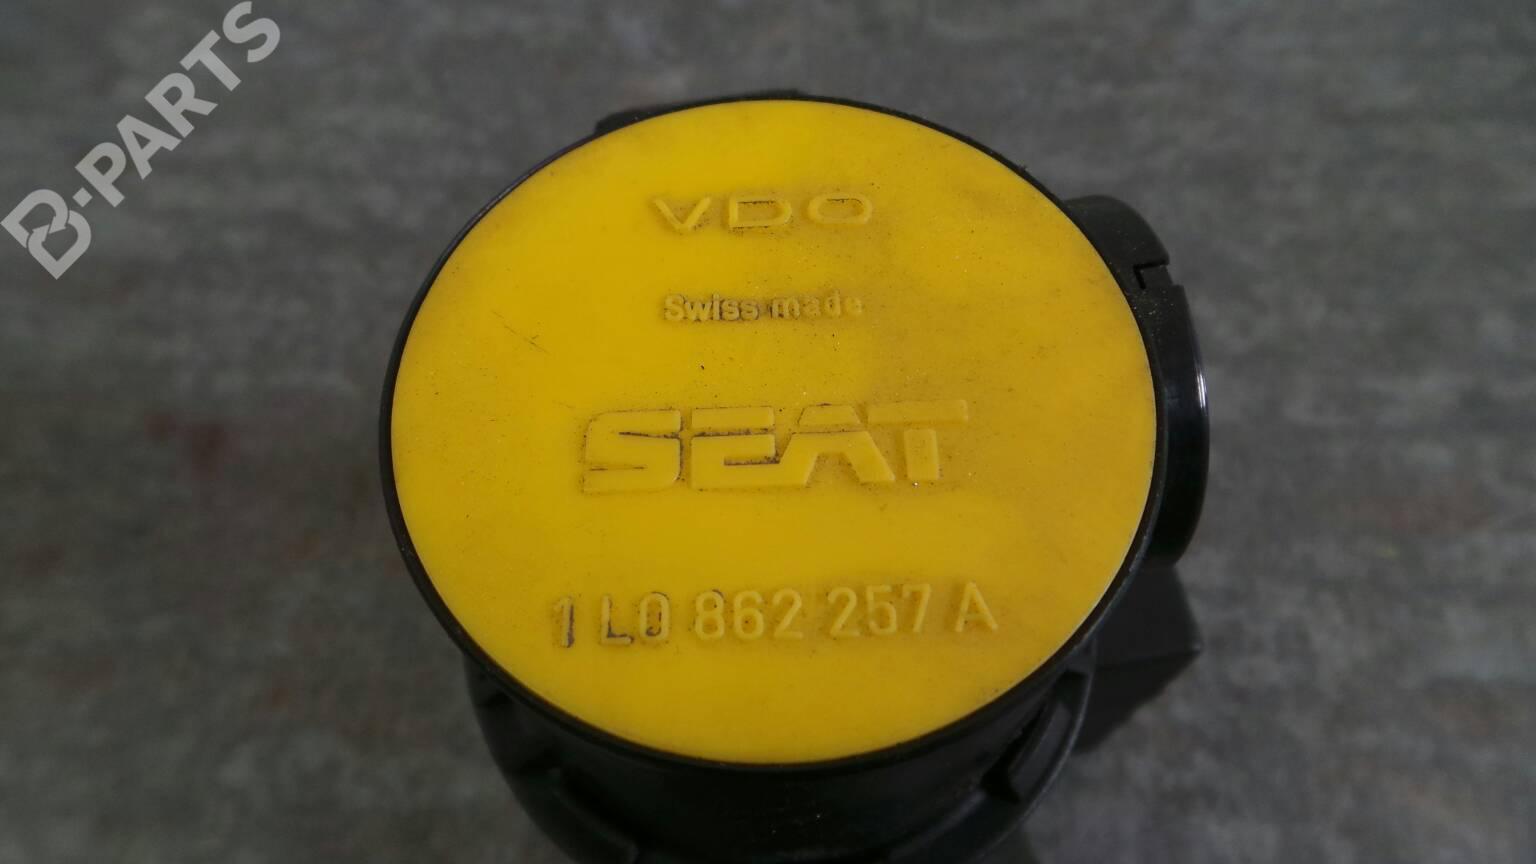 B-PARTS
VDO
Swiss made
SEAT
1L0 862 257 A